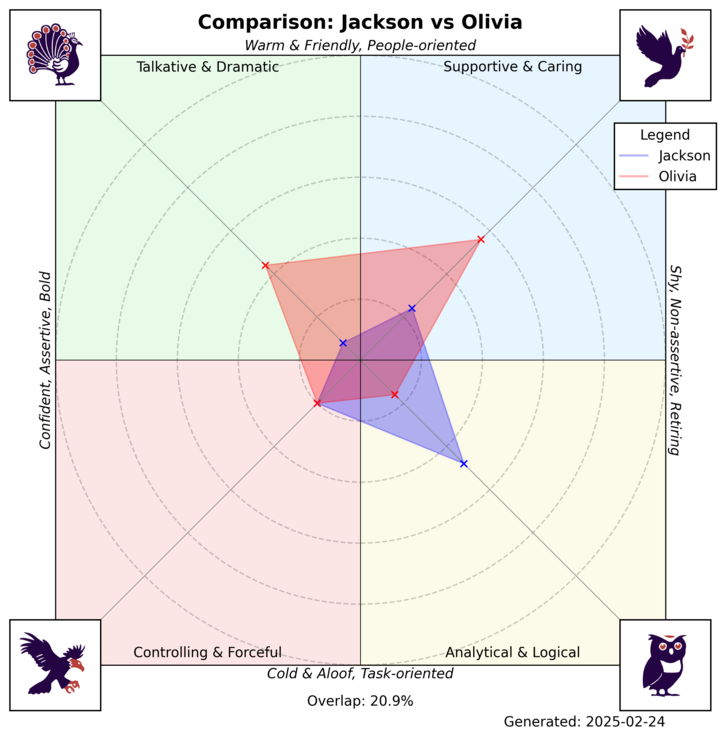 Comparison: Jackson vs Olivia
Warm & Friendly, People-oriented
Talkative & Dramatic
Supportive & Caring
Legend
Jackson
Olivia
Confident, Assertive, Bold
Shy, Non-assertive, Retiring
Controlling & Forceful
Analytical & Logical
Cold & Aloof, Task-oriented
Overlap: 20.9%
Generated: 2025-02-24